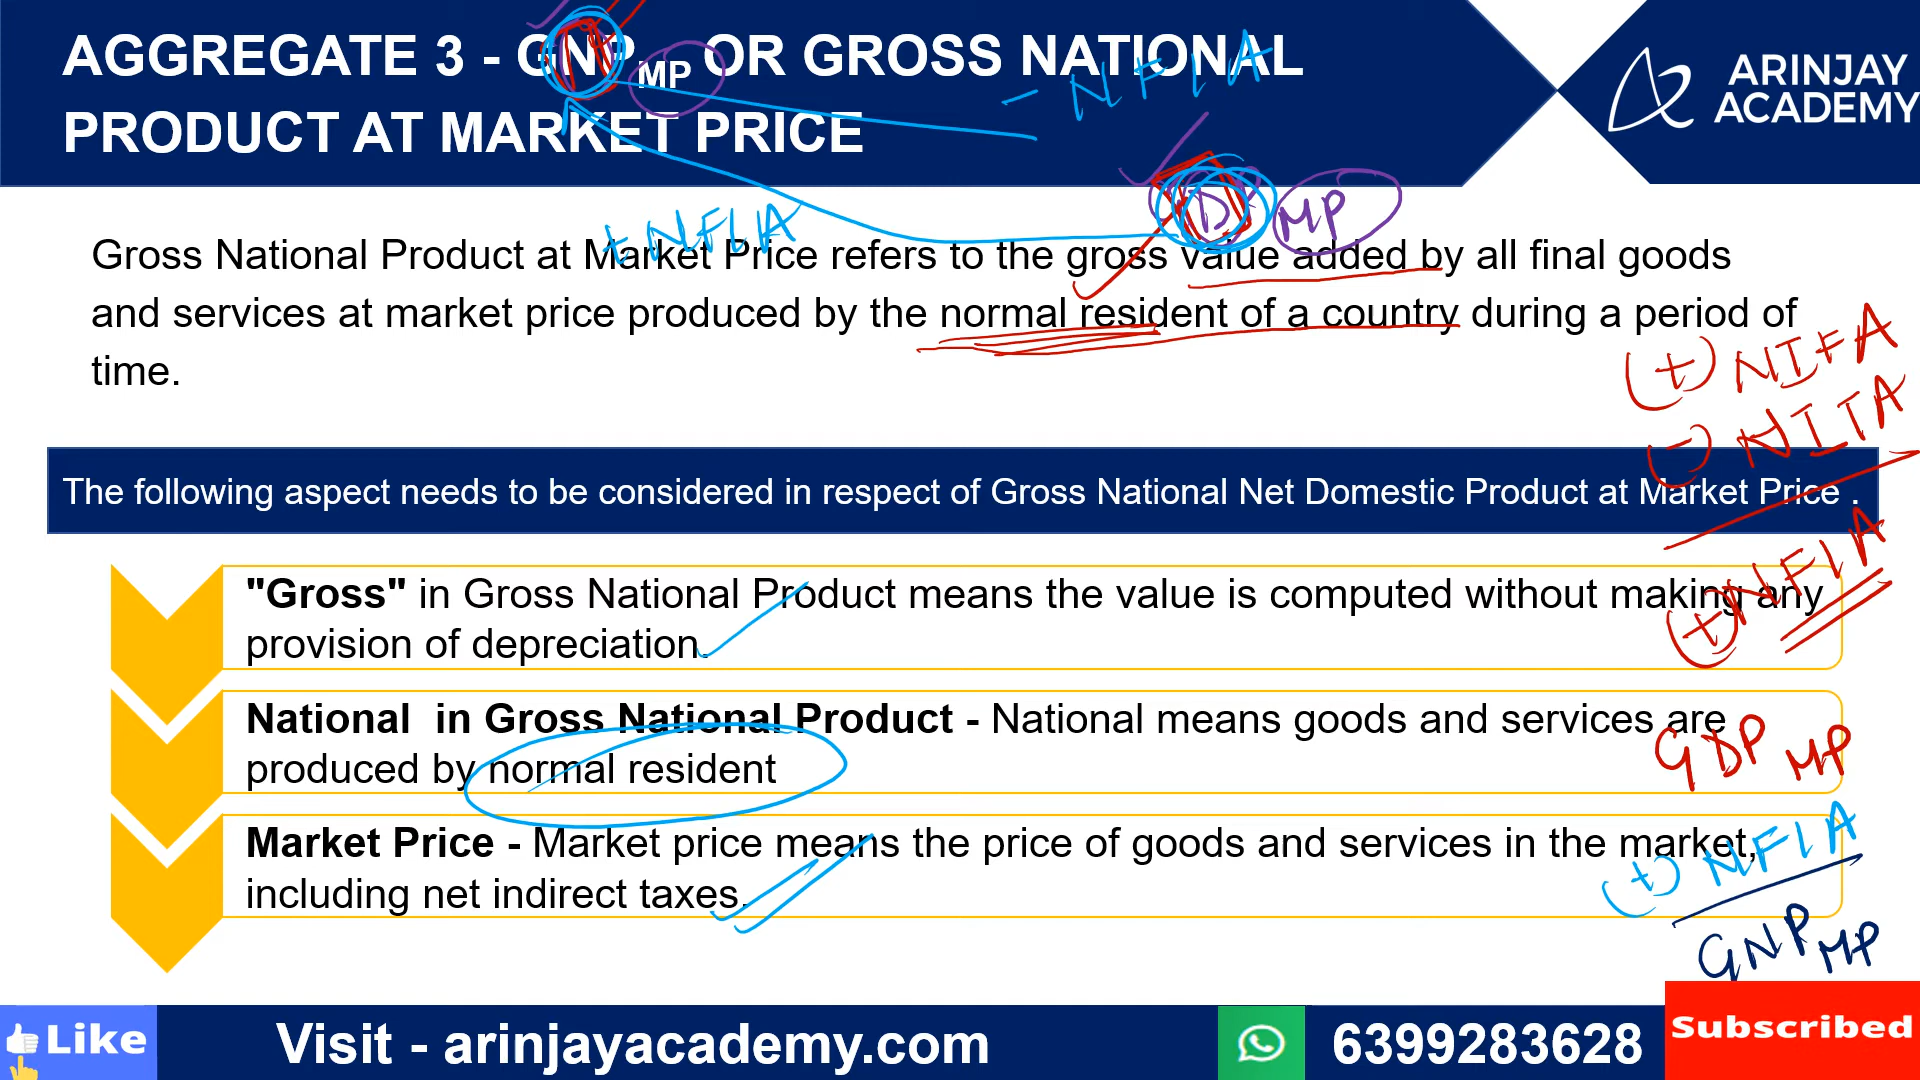 AGGREGATE 3 - GNP MP OR GROSS NATIONAL
PRODUCT AT MARKET PRICE
- NFIA
ARINJAY
ACADEMY
+ NFIA
GDP MP
Gross National Product at Market Price refers to the gross value added by all final goods
and services at market price produced by the normal resident of a country during a period of
time.
(+) NIFA
(-) NITA
The following aspect needs to be considered in respect of Gross National Net Domestic Product at Market Price .
(+) NFIA
"Gross" in Gross National Product means the value is computed without making any
provision of depreciation.
National in Gross National Product - National means goods and services are
produced by normal resident
GDP MP
Market Price - Market price means the price of goods and services in the market,
including net indirect taxes.
(+) NFIA
GNP MP
Like
Visit - arinjayacademy.com
6399283628
Subscribed